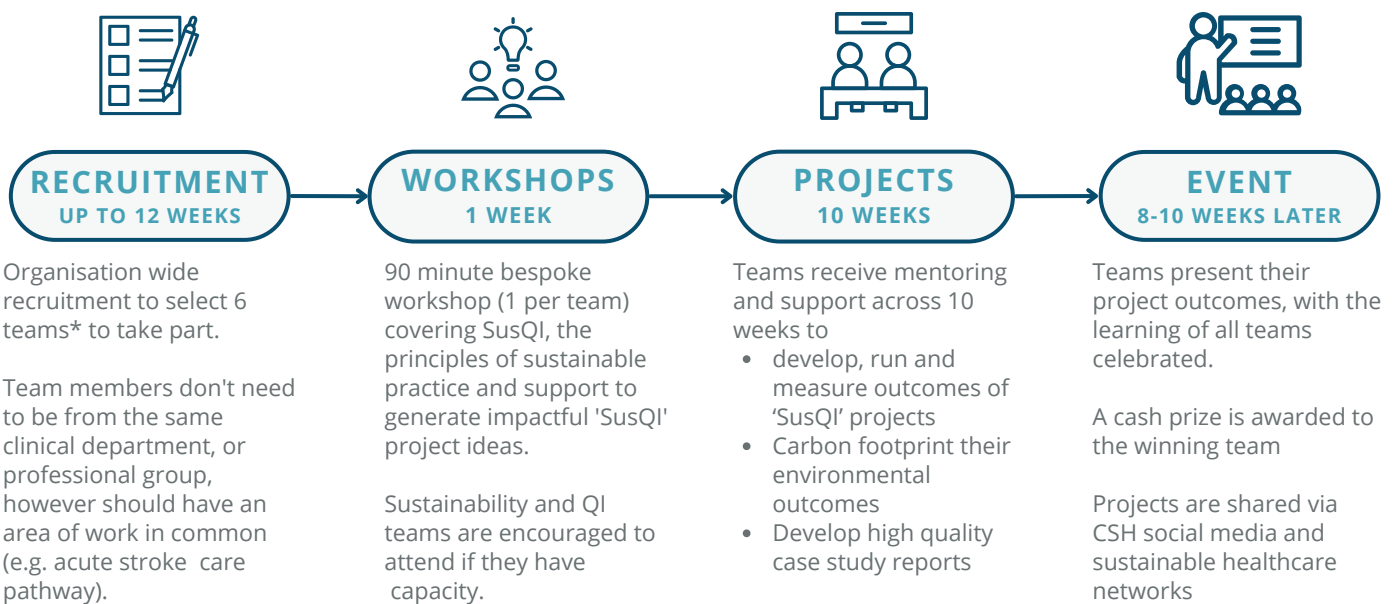 RECRUITMENT
UP TO 12 WEEKS
Organisation wide
recruitment to select 6
teams* to take part.
Team members don't need
to be from the same
clinical department, or
professional group,
however should have an
area of work in common
(e.g. acute stroke care
pathway).
WORKSHOPS
1 WEEK
90 minute bespoke
workshop (1 per team)
covering SusQI, the
principles of sustainable
practice and support to
generate impactful 'SusQI'
project ideas.
Sustainability and QI
teams are encouraged to
attend if they have
capacity.
PROJECTS
10 WEEKS
Teams receive mentoring
and support across 10
weeks to
• develop, run and
measure outcomes of
‘SusQI’ projects
• Carbon footprint their
environmental
outcomes
• Develop high quality
case study reports
EVENT
8-10 WEEKS LATER
Teams present their
project outcomes, with the
learning of all teams
celebrated.
A cash prize is awarded to
the winning team
Projects are shared via
CSH social media and
sustainable healthcare
networks